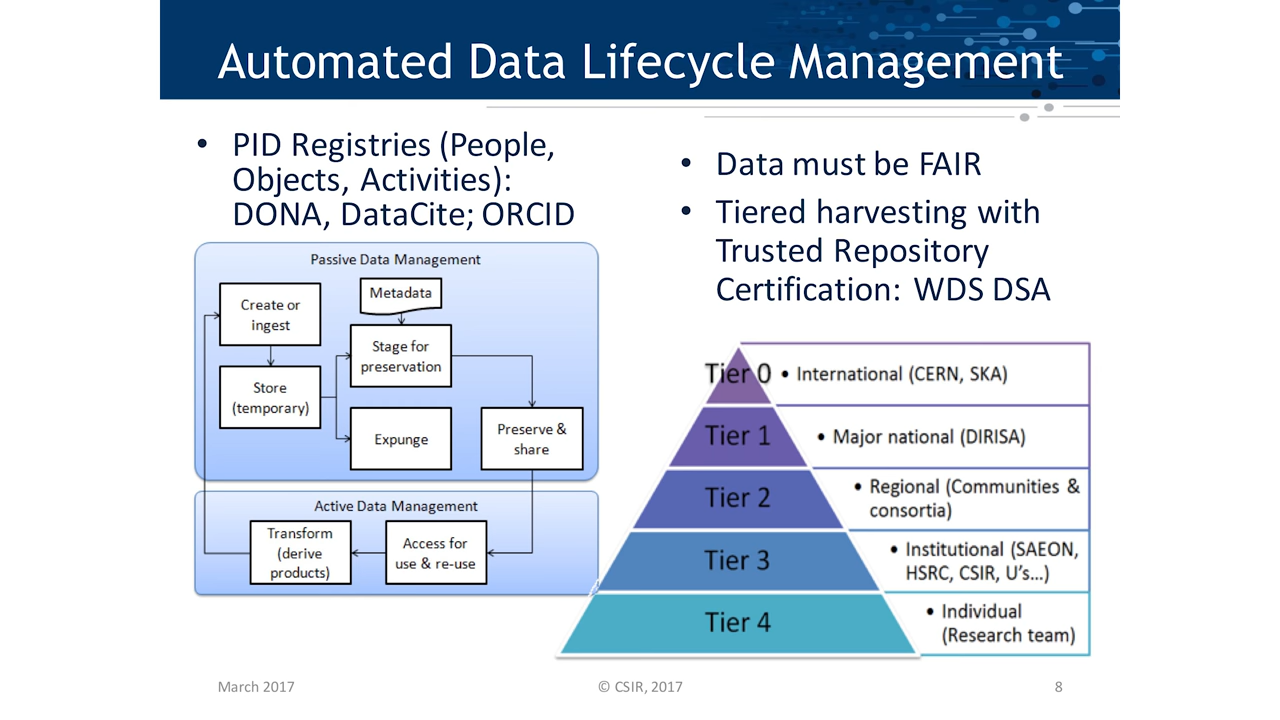 Automated Data Lifecycle Management
• PID Registries (People,
Objects, Activities):
DONA, DataCite; ORCID
Passive Data Management
Create or
ingest
Metadata
Stage for
preservation
Store
(temporary)
Expunge
Preserve &
share
Active Data Management
Transform
(derive
products)
Access for
use & re-use
• Data must be FAIR
• Tiered harvesting with
Trusted Repository
Certification: WDS DSA
Tier 0
• International (CERN, SKA)
Tier 1
• Major national (DIRISA)
Tier 2
• Regional (Communities &
consortia)
Tier 3
• Institutional (SAEON,
HSRC, CSIR, U's...)
Tier 4
• Individual
(Research team)
March 2017
© CSIR, 2017
8